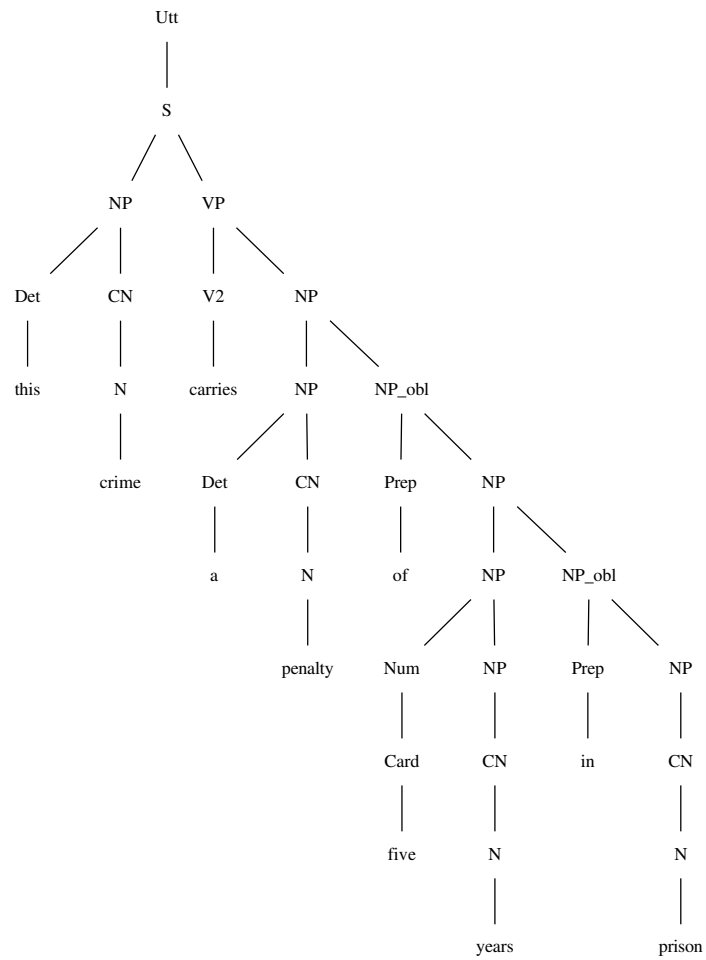 Utt
S
NP VP
Det CN V2 NP
this N carries NP NP_obl
crime Det CN Prep NP
a N of NP NP_obl
penalty Num NP Prep NP
Card CN in CN
five N N
years prison